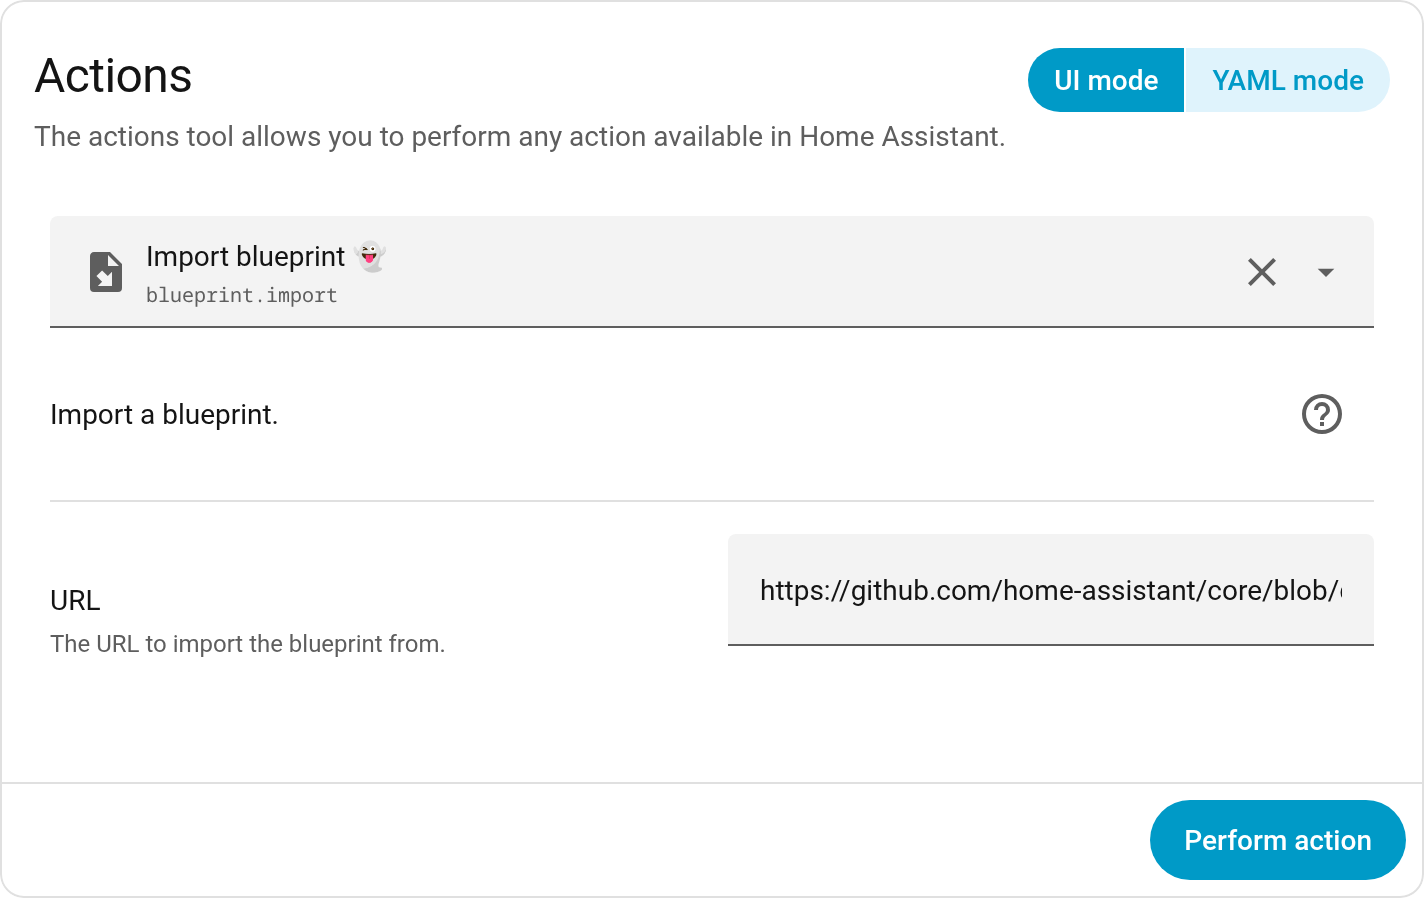 Actions
UI mode
YAML mode
The actions tool allows you to perform any action available in Home Assistant.
Import blueprint 👻
blueprint.import
Import a blueprint.
URL
The URL to import the blueprint from.
https://github.com/home-assistant/core/blob/
Perform action